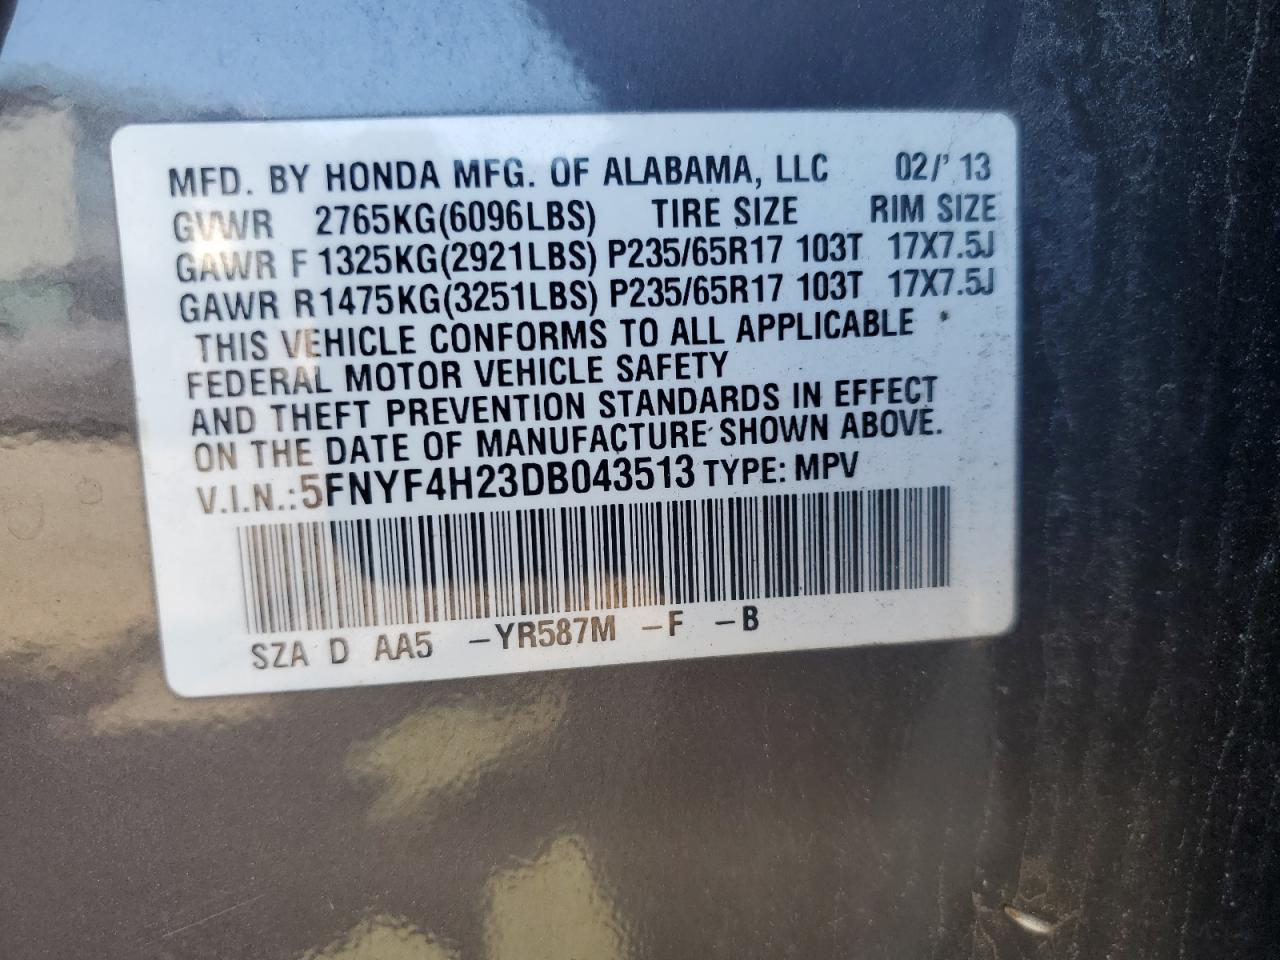 MFD. BY HONDA MFG. OF ALABAMA, LLC 02/'13
GVWR 2765KG(6096LBS) TIRE SIZE RIM SIZE
GAWR F 1325KG(2921LBS) P235/65R17 103T 17X7.5J
GAWR R 1475KG(3251LBS) P235/65R17 103T 17X7.5J
THIS VEHICLE CONFORMS TO ALL APPLICABLE
FEDERAL MOTOR VEHICLE SAFETY
AND THEFT PREVENTION STANDARDS IN EFFECT
ON THE DATE OF MANUFACTURE SHOWN ABOVE.
V.I.N.:5FNYF4H23DB043513 TYPE: MPV
SZA D AA5 -YR587M -F -B